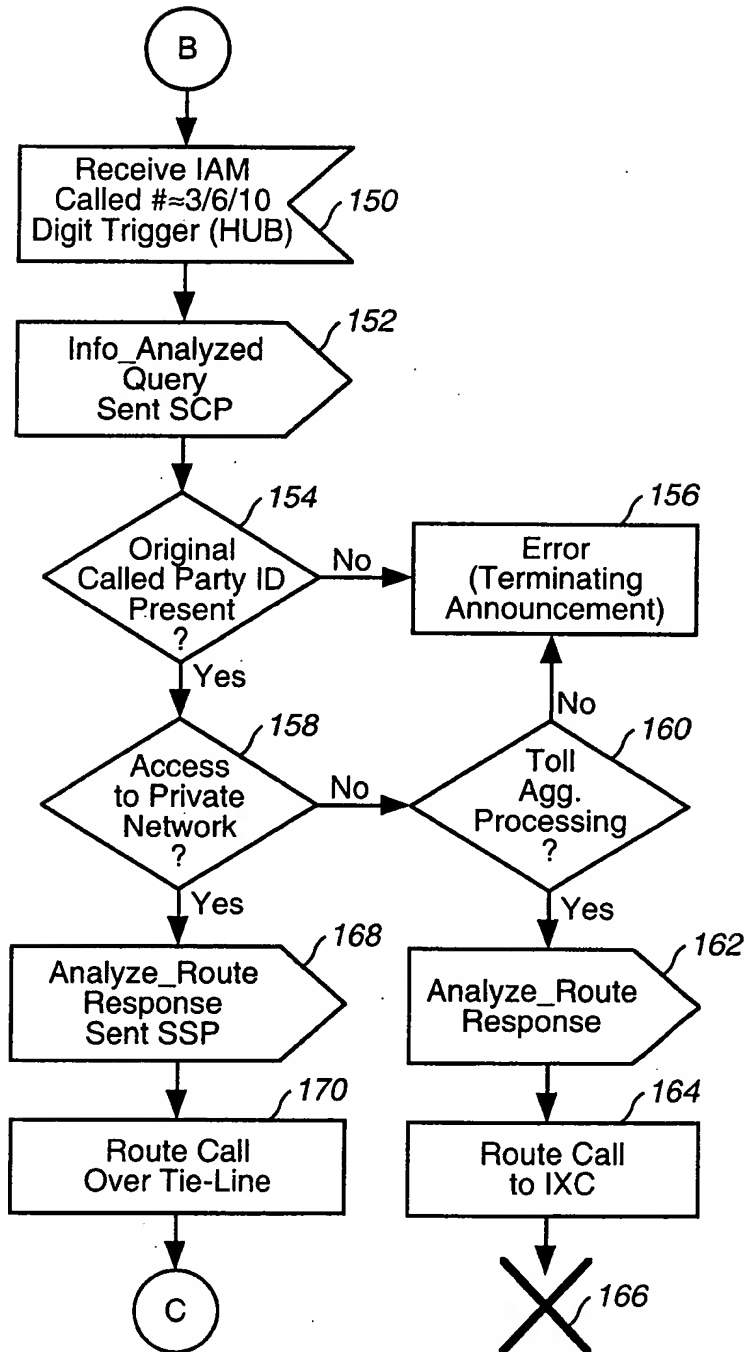 B
Receive IAM
Called #≈3/6/10
Digit Trigger (HUB)
150
152
Info_Analyzed
Query
Sent SCP
154
Original
Called Party ID
Present
?
No
156
Error
(Terminating
Announcement)
Yes
No
158
Access
to Private
Network
?
No
160
Toll
Agg.
Processing
?
Yes
Yes
168
Analyze_Route
Response
Sent SSP
162
Analyze_Route
Response
170
Route Call
Over Tie-Line
164
Route Call
to IXC
C
166